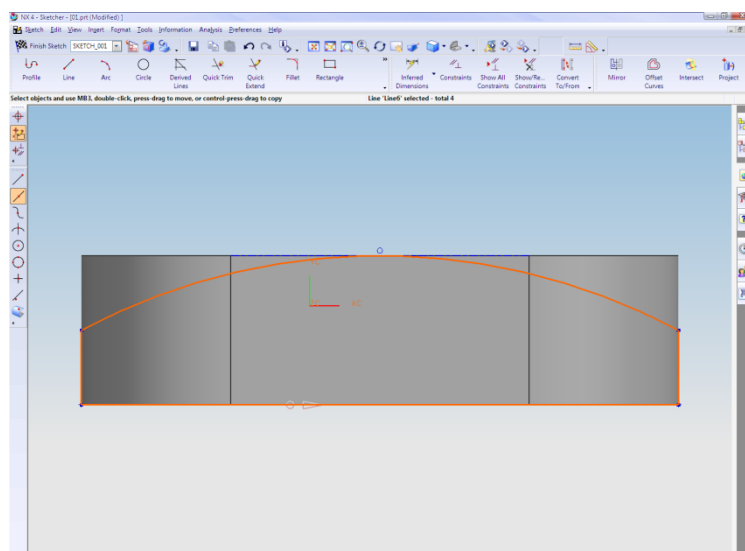 NX 4 - Sketcher - [01.prt (Modified) ]
Sketch Edit View Insert Format Tools Information Analysis Preferences Help
Finish Sketch SKETCH_001
Profile Line Arc Circle Derived Lines Quick Trim Quick Extend Fillet Rectangle Inferred Dimensions Constraints Show All Constraints Show/Re... Constraints Convert To/From Mirror Offset Curves Intersect Project
Select objects and use MB3, double-click, press-drag to move, or control-press-drag to copy Line 'Line6' selected - total 4